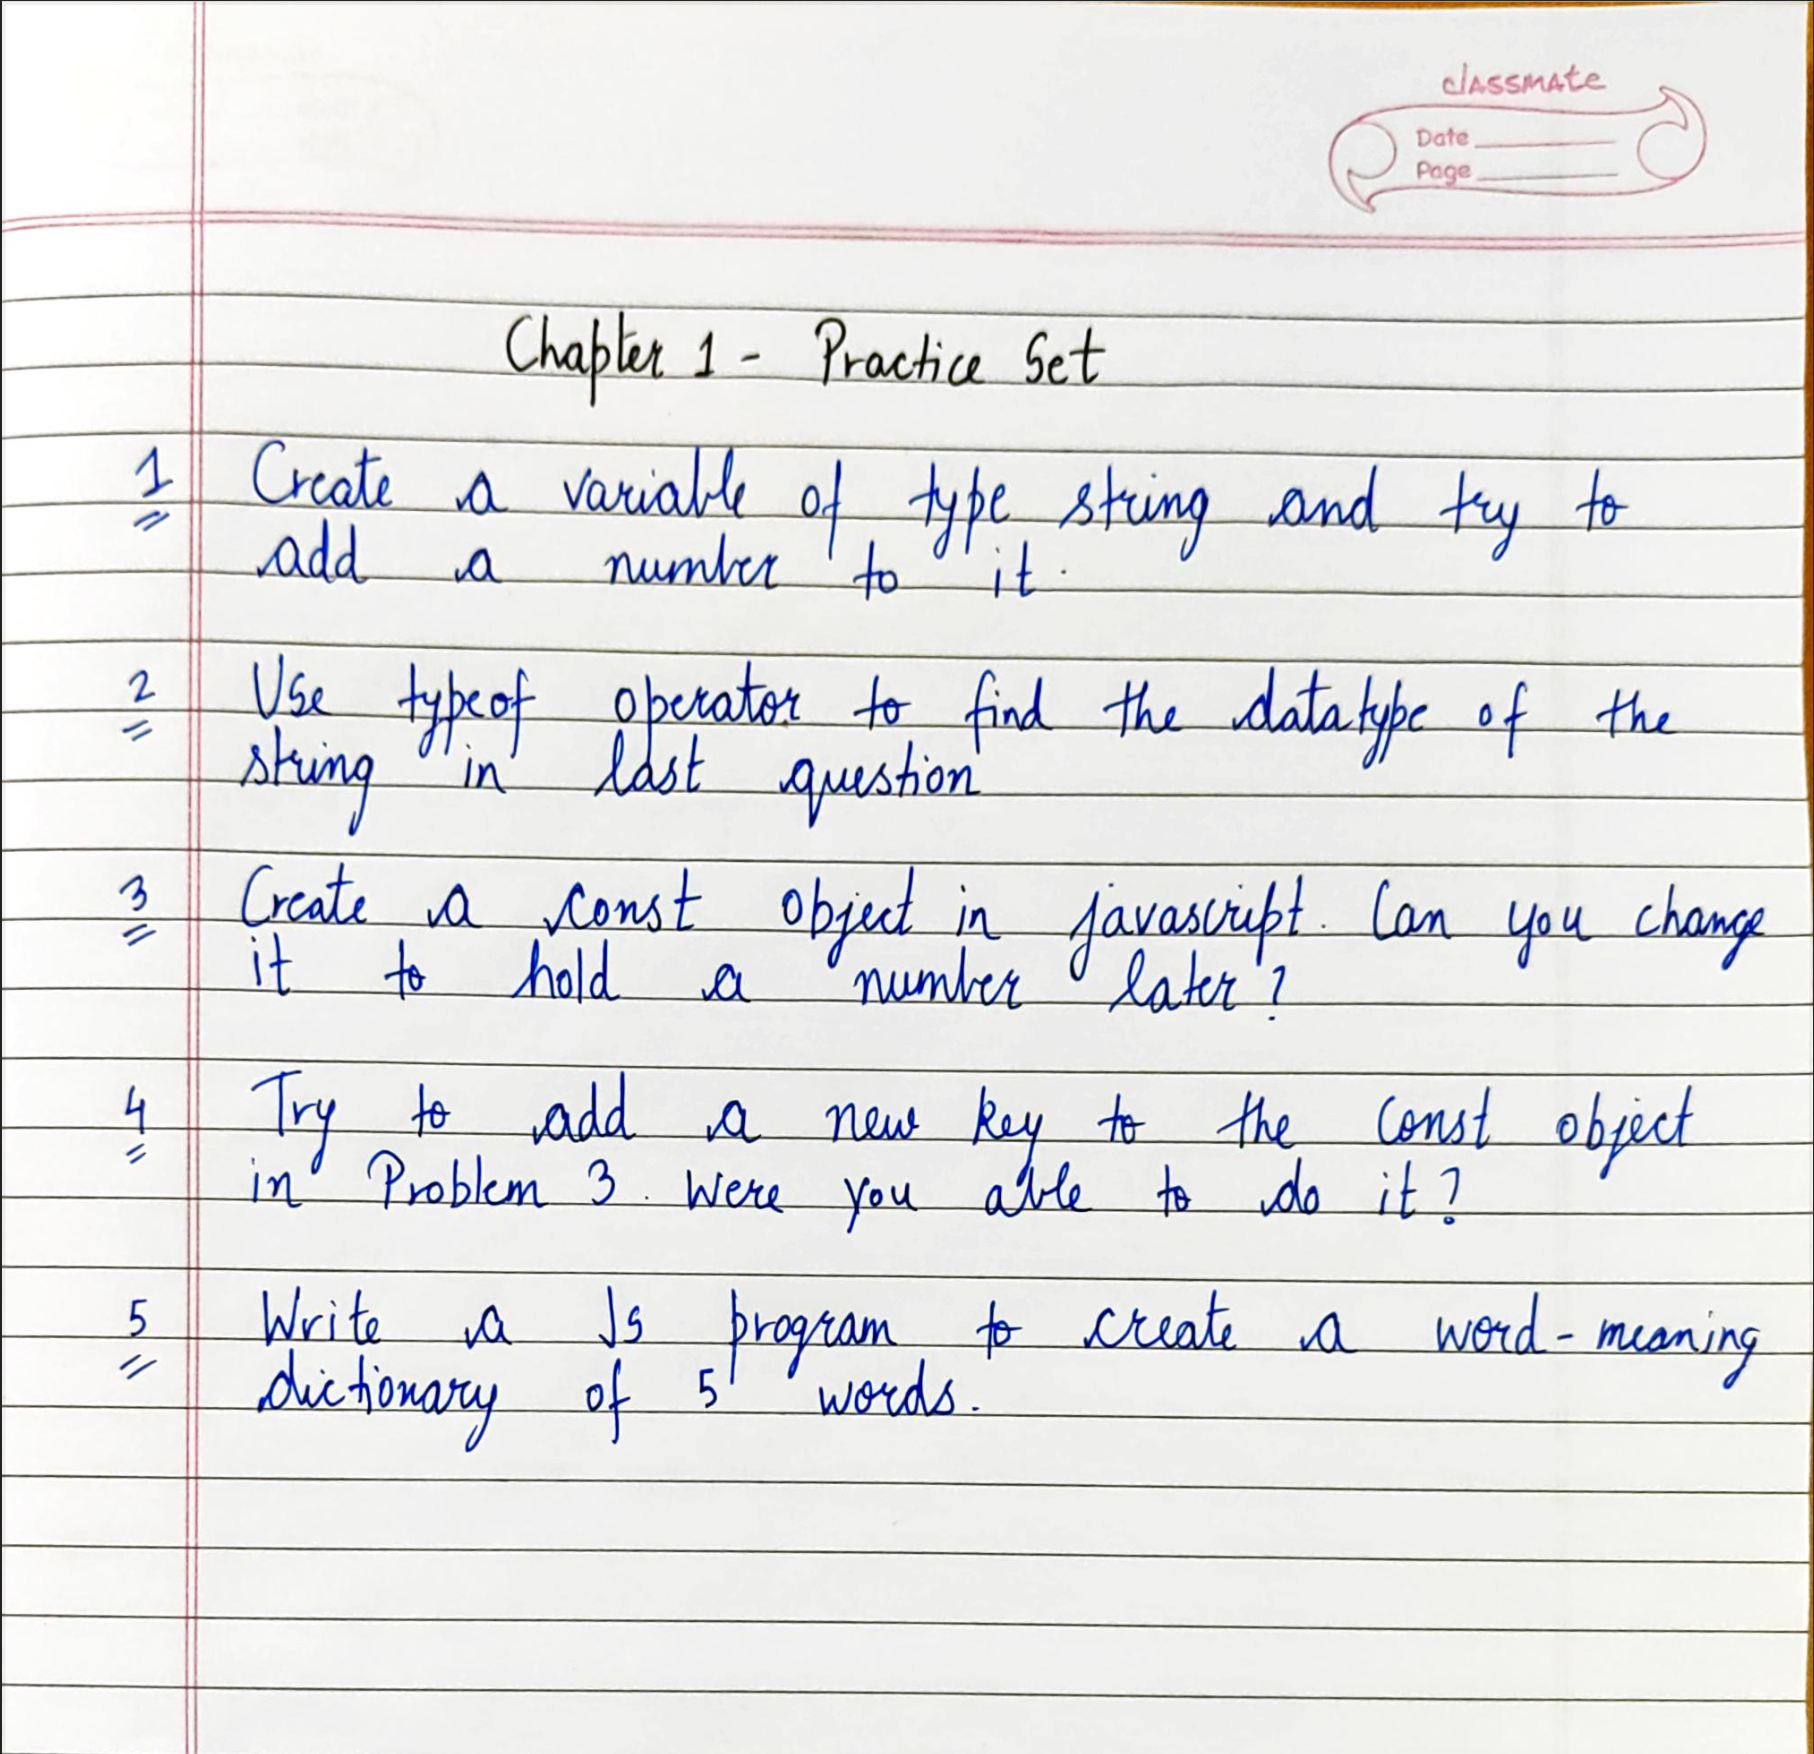 classmate
Date
Page
Chapter 1 - Practice Set
1 Create a variable of type string and try to
add a number to it.
2 Use typeof operator to find the datatype of the
string in last question
3 Create a const object in javascript. Can you change
it to hold a number later?
4 Try to add a new key to the const object
in Problem 3. Were you able to do it?
5 Write a Js program to create a word-meaning
dictionary of 5 words.